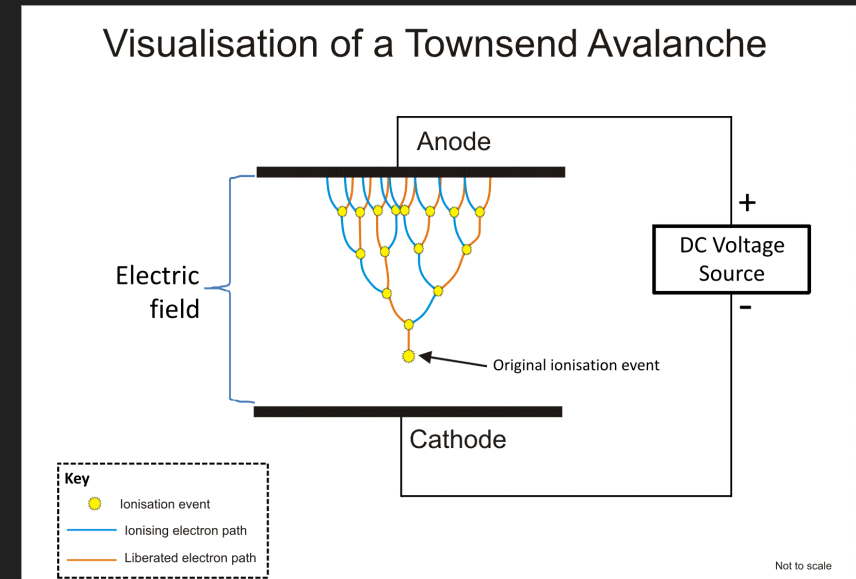 Visualisation of a Townsend Avalanche
Anode
+
DC Voltage
Source
-
Electric
field
Original ionisation event
Cathode
Key
Ionisation event
Ionising electron path
Liberated electron path
Not to scale